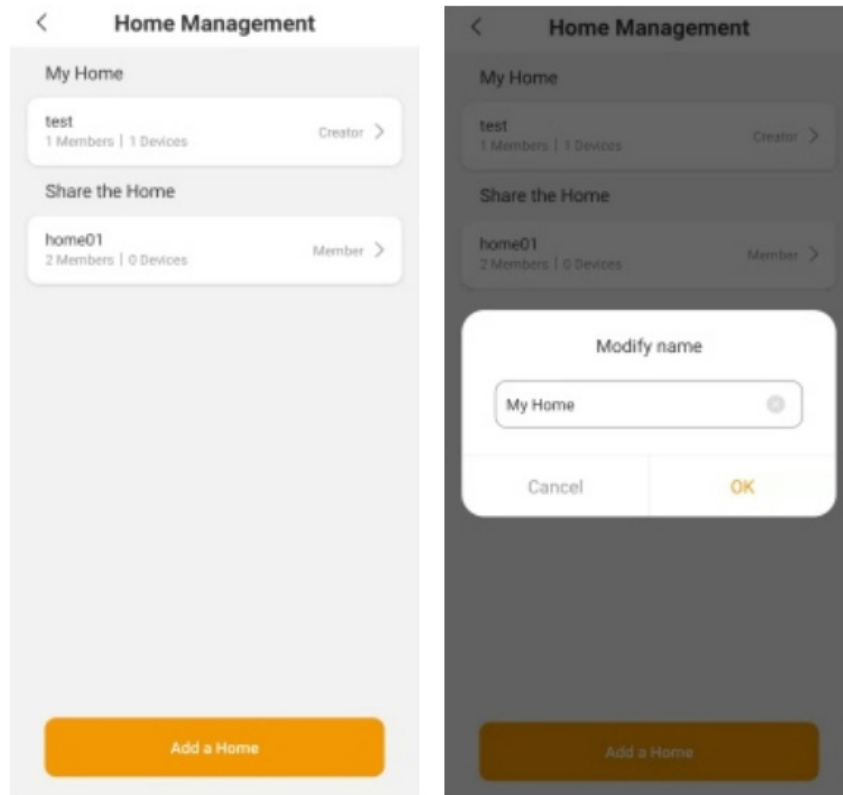 Home Management
My Home
test
1 Members | 1 Devices
Creator
Share the Home
home01
2 Members | 0 Devices
Member
Add a Home
Home Management
My Home
test
1 Members | 1 Devices
Creator
Share the Home
home01
2 Members | 0 Devices
Member
Modify name
My Home
Cancel
OK
Add a Home